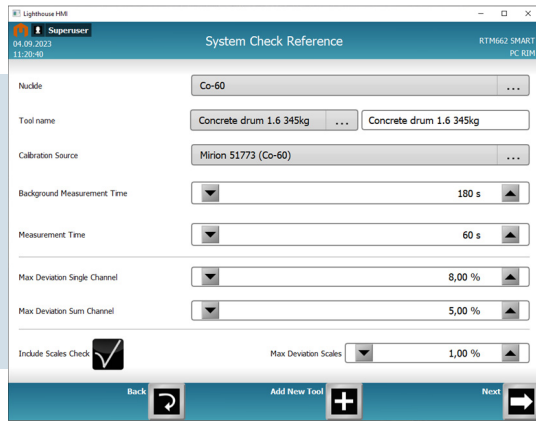 Lighthouse HMI
Superuser
04.09.2023
11:20:40
System Check Reference
RTM662 SMART
PC RIM
Nuclide Co-60 ...
Tool name Concrete drum 1.6 345kg ... Concrete drum 1.6 345kg
Calibration Source Mirion 51773 (Co-60) ...
Background Measurement Time 180 s
Measurement Time 60 s
Max Deviation Single Channel 8,00 %
Max Deviation Sum Channel 5,00 %
Include Scales Check Max Deviation Scales 1,00 %
Back Add New Tool Next